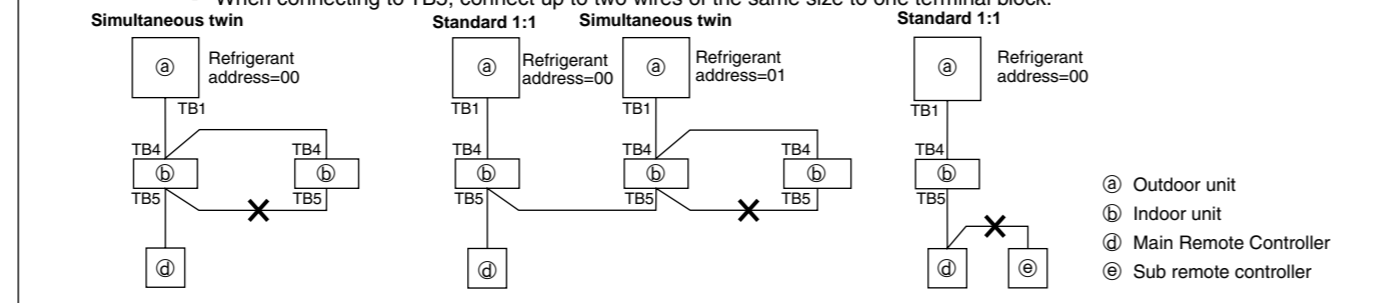 When connecting to TB5, connect up to two wires of the same size to one terminal block.
Simultaneous twin
ⓐ
Refrigerant
address=00
TB1
TB4
TB4
ⓑ
ⓑ
TB5
TB5
ⓓ
Standard 1:1
Simultaneous twin
ⓐ
Refrigerant
address=00
ⓐ
Refrigerant
address=01
TB1
TB1
TB4
TB4
TB4
ⓑ
ⓑ
ⓑ
TB5
TB5
TB5
ⓓ
Standard 1:1
ⓐ
Refrigerant
address=00
TB1
TB4
ⓑ
TB5
ⓓ
ⓔ
ⓐ Outdoor unit
ⓑ Indoor unit
ⓓ Main Remote Controller
ⓔ Sub remote controller